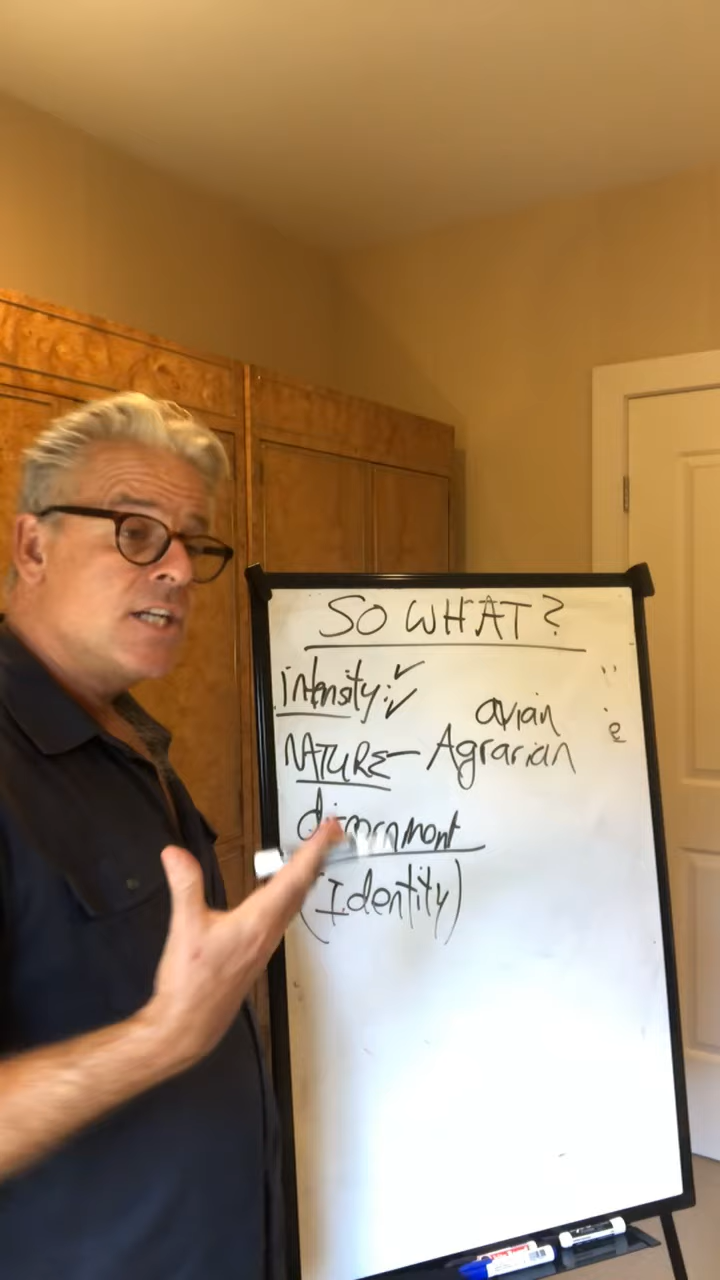 SO WHAT?
intensity:✓✓
avian
NATURE—Agrarian
discernment
(Identity)